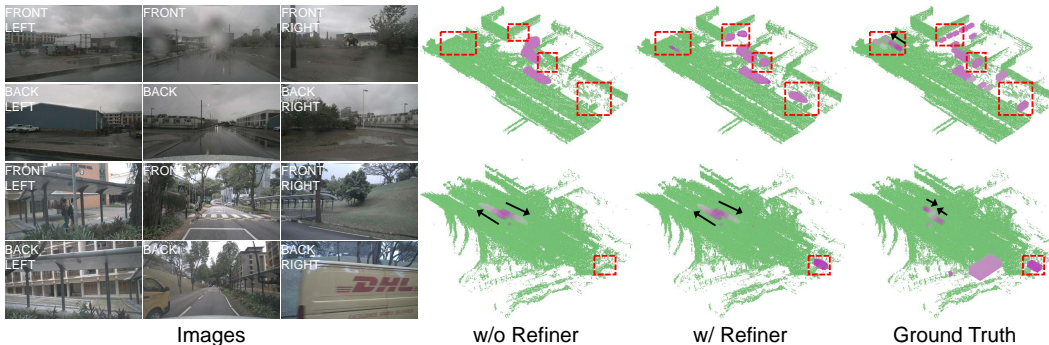 FRONT LEFT
FRONT
FRONT RIGHT
BACK LEFT
BACK
BACK RIGHT
FRONT LEFT
FRONT
FRONT RIGHT
BACK LEFT
BACK
BACK RIGHT
DHL
Images
w/o Refiner
w/ Refiner
Ground Truth